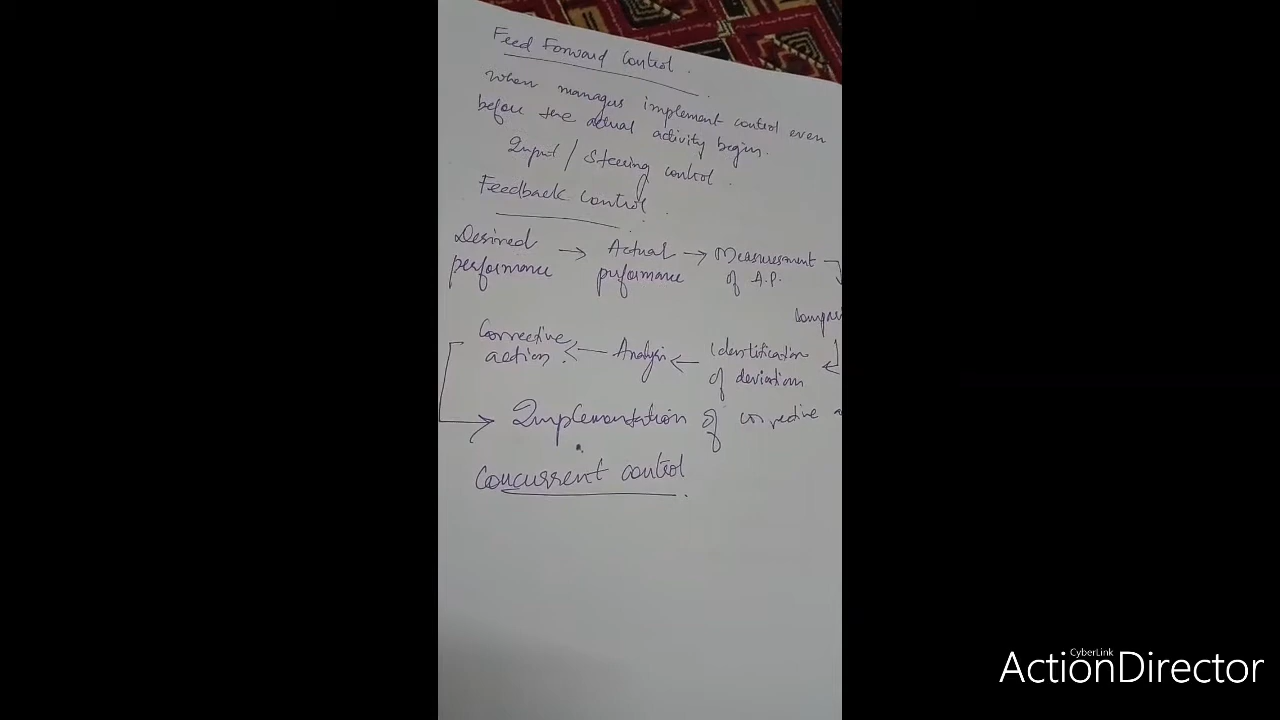 Feed Forward Control.
When managers implement control even
before the actual activity begins.
Input / Steering control.
Feedback control.
Desired performance → Actual performance → Measurement of A.P.
Compari
Corrective action. ← Analysis ← Identification of deviation ←
→ Implementation of corrective a
Concurrent control.
CyberLink
ActionDirector